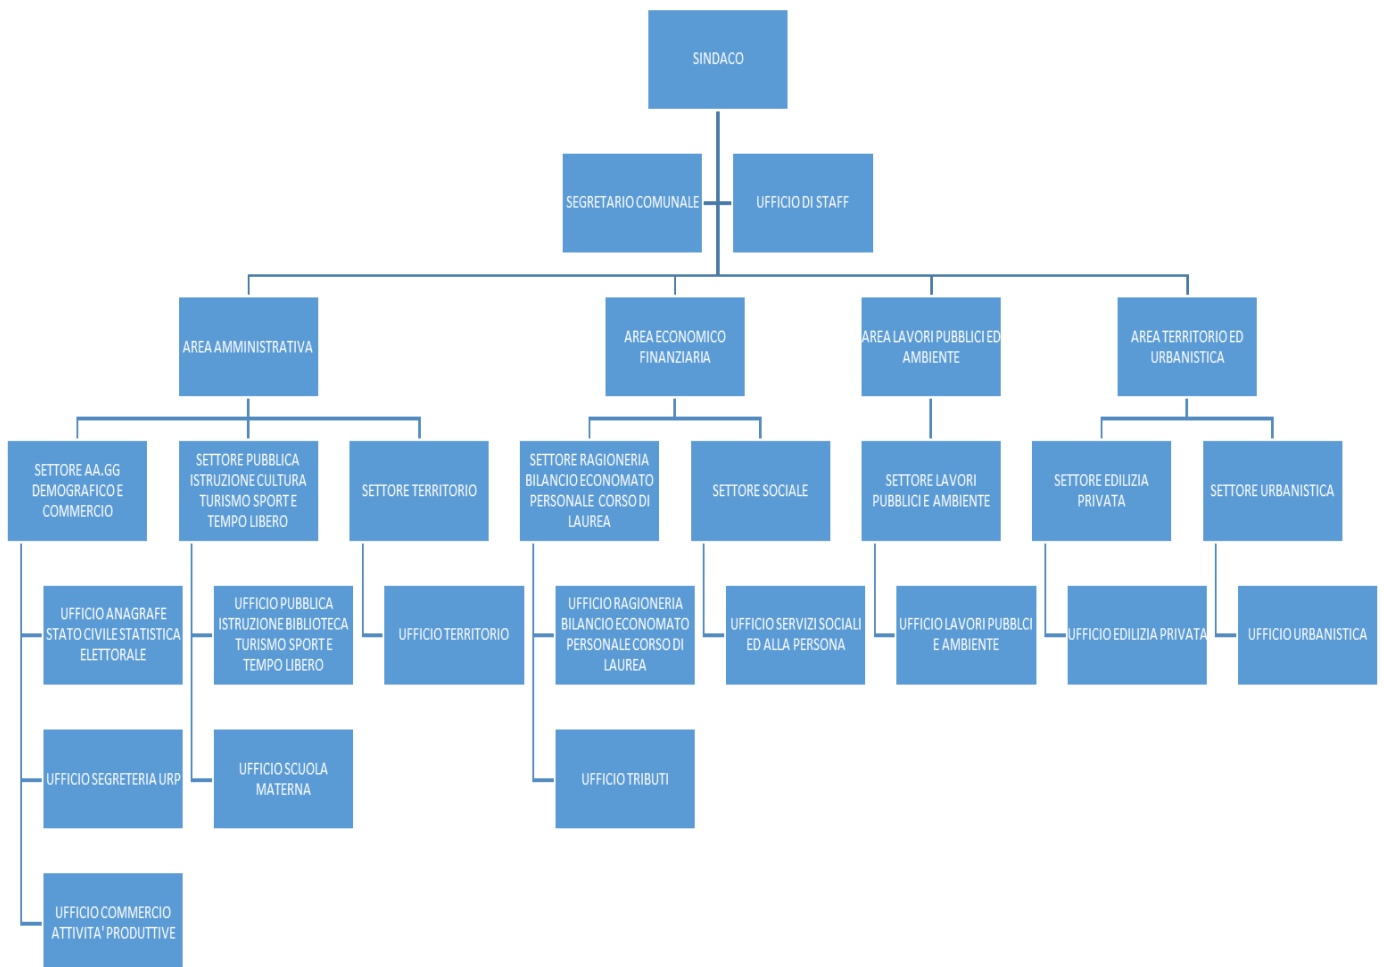 SINDACO
SEGRETARIO COMUNALE
UFFICIO DI STAFF
AREA AMMINISTRATIVA
AREA ECONOMICO
FINANZIARIA
AREA LAVORI PUBBLICI ED
AMBIENTE
AREA TERRITORIO ED
URBANISTICA
SETTORE AA.GG
DEMOGRAFICO E
COMMERCIO
SETTORE PUBBLICA
ISTRUZIONE CULTURA
TURISMO SPORT E
TEMPO LIBERO
SETTORE TERRITORIO
SETTORE RAGIONERIA
BILANCIO ECONOMATO
PERSONALE CORSO DI
LAUREA
SETTORE SOCIALE
SETTORE LAVORI
PUBBLICI E AMBIENTE
SETTORE EDILIZIA
PRIVATA
SETTORE URBANISTICA
UFFICIO ANAGRAFE
STATO CIVILE STATISTICA
ELETTORALE
UFFICIO PUBBLICA
ISTRUZIONE BIBLIOTECA
TURISMO SPORT E
TEMPO LIBERO
UFFICIO TERRITORIO
UFFICIO RAGIONERIA
BILANCIO ECONOMATO
PERSONALE CORSO DI
LAUREA
UFFICIO SERVIZI SOCIALI
ED ALLA PERSONA
UFFICIO LAVORI PUBBLCI
E AMBIENTE
UFFICIO EDILIZIA PRIVATA
UFFICIO URBANISTICA
UFFICIO SEGRETERIA URP
UFFICIO SCUOLA
MATERNA
UFFICIO TRIBUTI
UFFICIO COMMERCIO
ATTIVITA' PRODUTTIVE